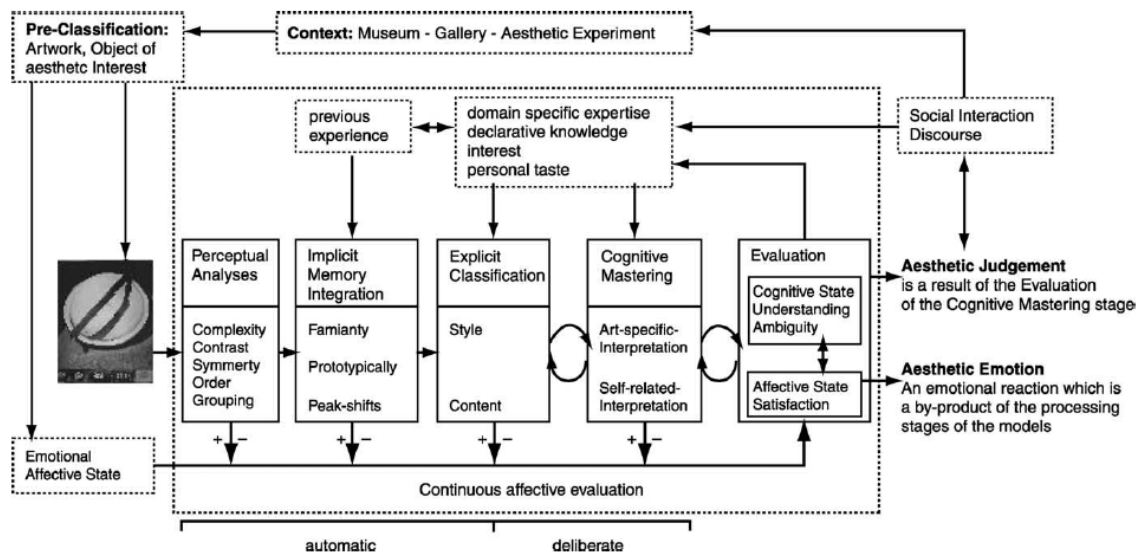 Pre-Classification:
Artwork, Object of
aesthetc Interest
Context: Museum - Gallery - Aesthetic Experiment
previous
experience
domain specific expertise
declarative knowledge
interest
personal taste
Social Interaction
Discourse
Perceptual
Analyses
Complexity
Contrast
Symmerty
Order
Grouping
Implicit
Memory
Integration
Famianty
Prototypically
Peak-shifts
Explicit
Classification
Style
Content
Cognitive
Mastering
Art-specific-
Interpretation
Self-related-
Interpretation
Evaluation
Cognitive State
Understanding
Ambiguity
Affective State
Satisfaction
Aesthetic Judgement
is a result of the Evaluation
of the Cognitive Mastering stage
Aesthetic Emotion
An emotional reaction which is
a by-product of the processing
stages of the models
+ −
+ −
+ −
+ −
Emotional
Affective State
Continuous affective evaluation
automatic
deliberate